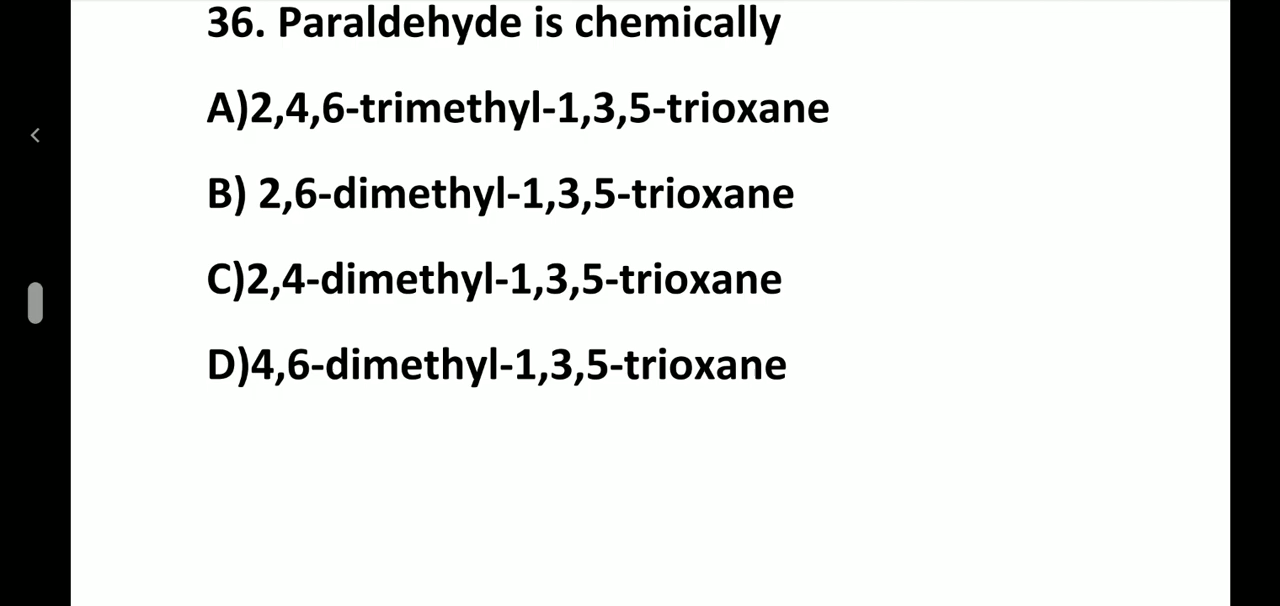 36. Paraldehyde is chemically
A)2,4,6-trimethyl-1,3,5-trioxane
B) 2,6-dimethyl-1,3,5-trioxane
C)2,4-dimethyl-1,3,5-trioxane
D)4,6-dimethyl-1,3,5-trioxane